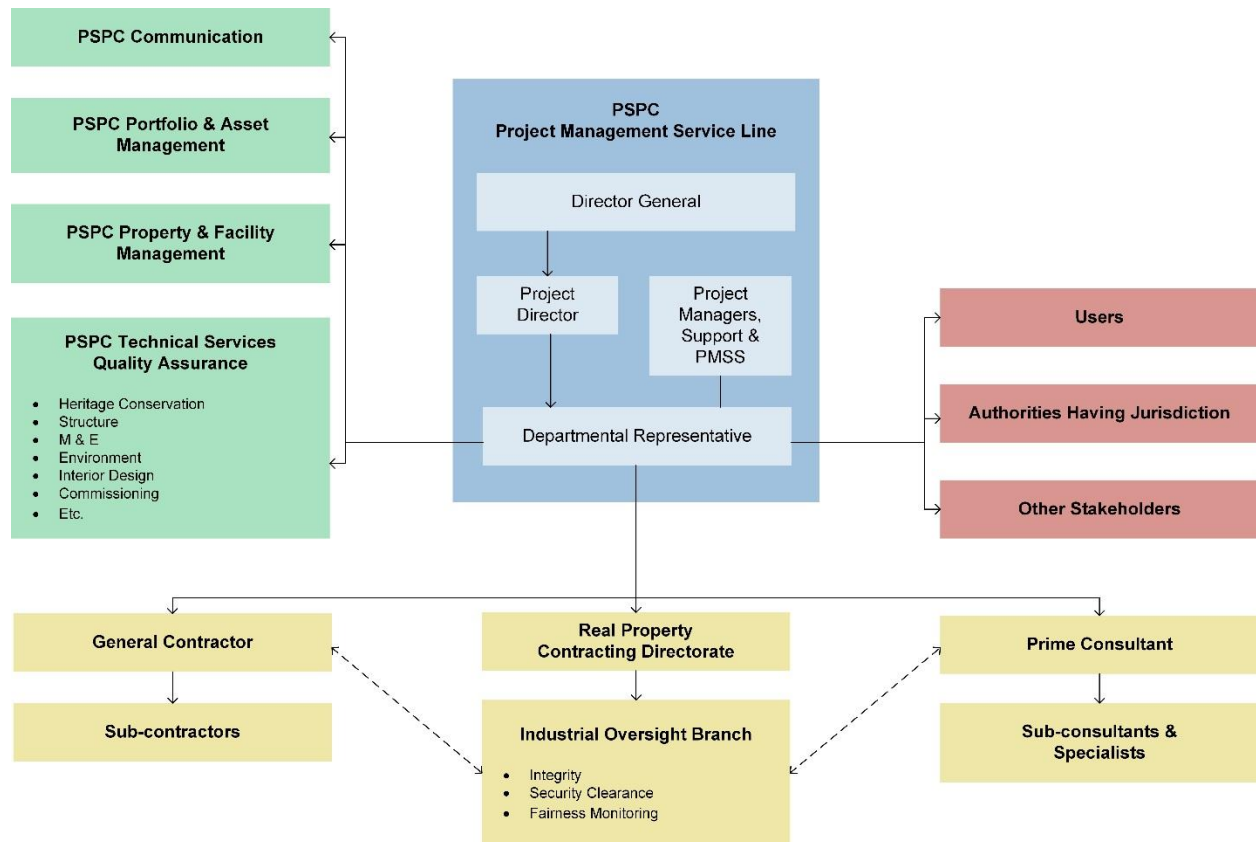 PSPC Communication
PSPC Portfolio & Asset
Management
PSPC Property & Facility
Management
PSPC Technical Services
Quality Assurance
• Heritage Conservation
• Structure
• M & E
• Environment
• Interior Design
• Commissioning
• Etc.
PSPC
Project Management Service Line
Director General
Project
Director
Project
Managers,
Support &
PMSS
Departmental Representative
Users
Authorities Having Jurisdiction
Other Stakeholders
General Contractor
Sub-contractors
Real Property
Contracting Directorate
Industrial Oversight Branch
• Integrity
• Security Clearance
• Fairness Monitoring
Prime Consultant
Sub-consultants &
Specialists